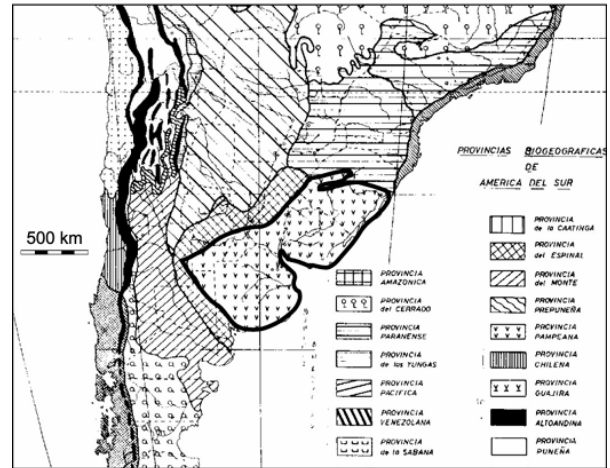 PROVINCIAS BIOGEOGRAFICAS
DE
AMERICA DEL SUR
500 km
PROVINCIA
AMAZONICA
PROVINCIA
del CERRADO
PROVINCIA
PARANENSE
PROVINCIA
de las YUNGAS
PROVINCIA
PACIFICA
PROVINCIA
VENEZOLANA
PROVINCIA
de la SABANA
PROVINCIA
de la CAATINGA
PROVINCIA
del ESPINAL
PROVINCIA
del MONTE
PROVINCIA
PREPUNEÑA
PROVINCIA
PAMPEANA
PROVINCIA
CHILENA
PROVINCIA
GUAJIRA
PROVINCIA
ALTOANDINA
PROVINCIA
PUNEÑA